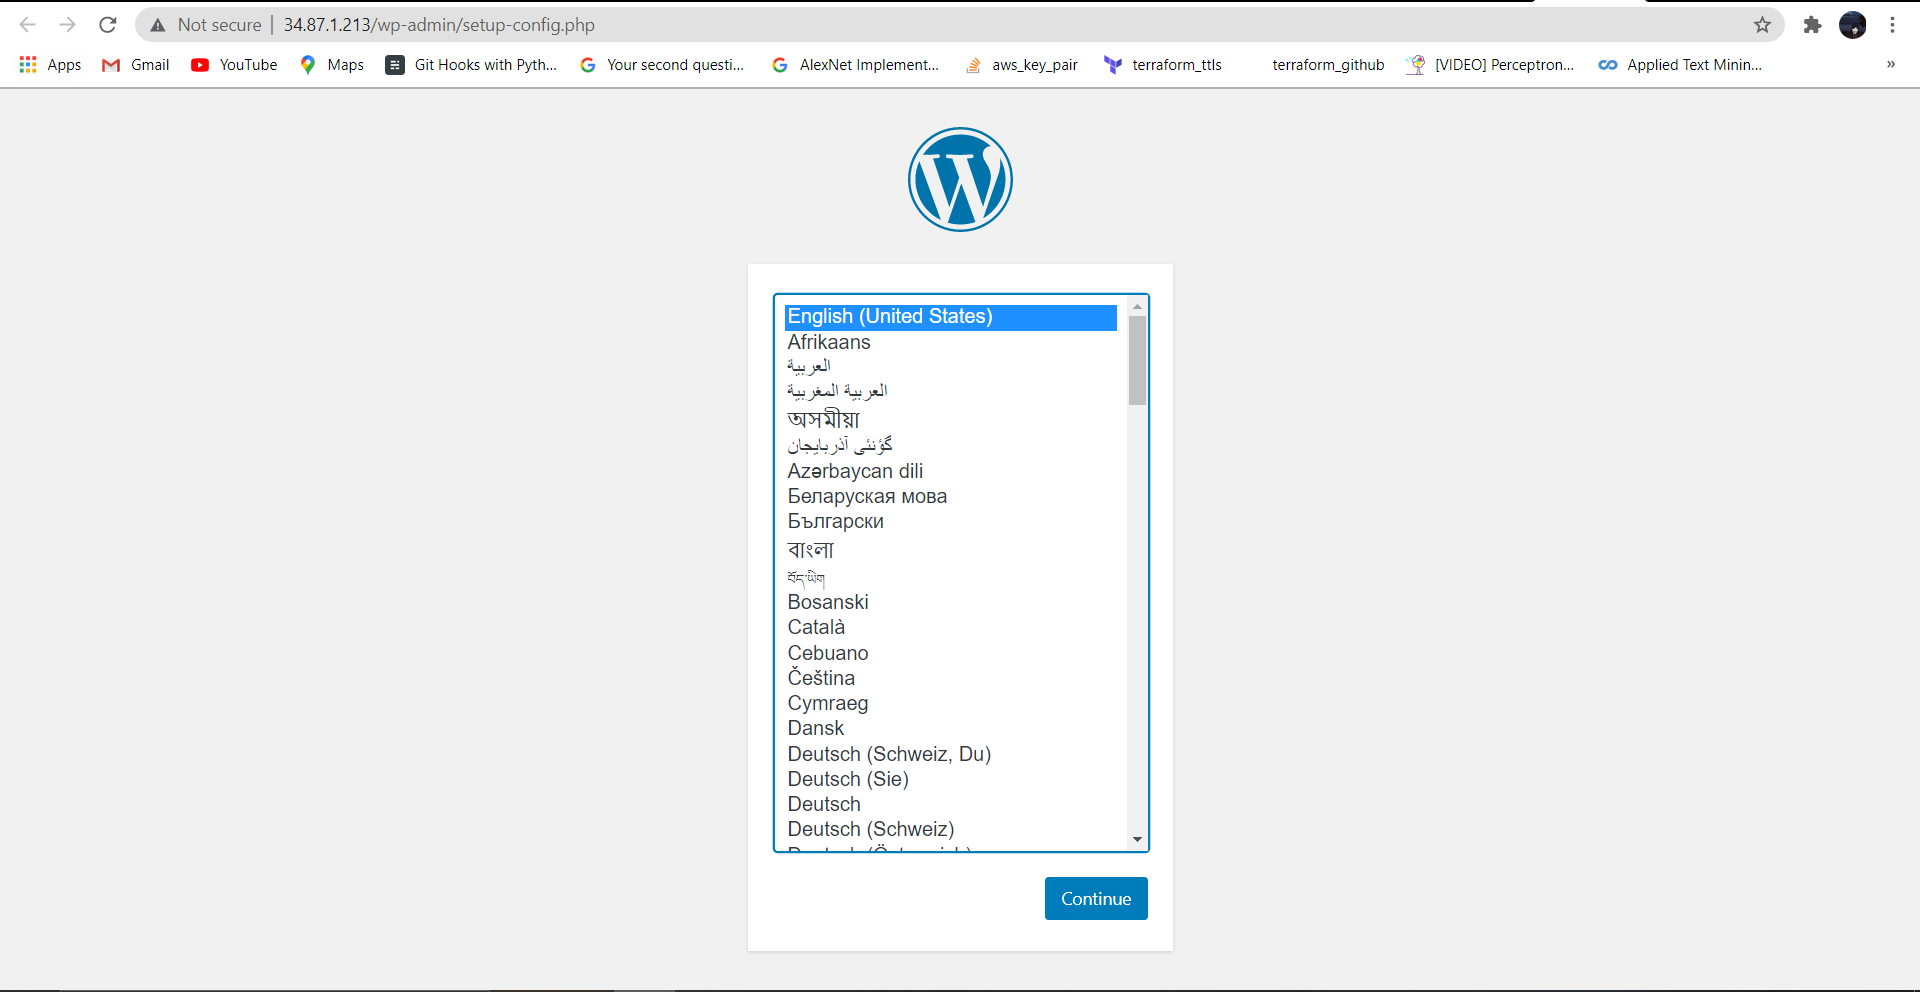 Not secure | 34.87.1.213/wp-admin/setup-config.php
Apps Gmail YouTube Maps Git Hooks with Pyth... Your second questi... AlexNet Implement... aws_key_pair terraform_ttls terraform_github [VIDEO] Perceptron... Applied Text Minin... »
English (United States)
Afrikaans
العربية
العربية المغربية
অসমীয়া
گؤنئی آذربایجان
Azərbaycan dili
Беларуская мова
Български
বাংলা
བོད་ཡིག
Bosanski
Català
Cebuano
Čeština
Cymraeg
Dansk
Deutsch (Schweiz, Du)
Deutsch (Sie)
Deutsch
Deutsch (Schweiz)
Continue